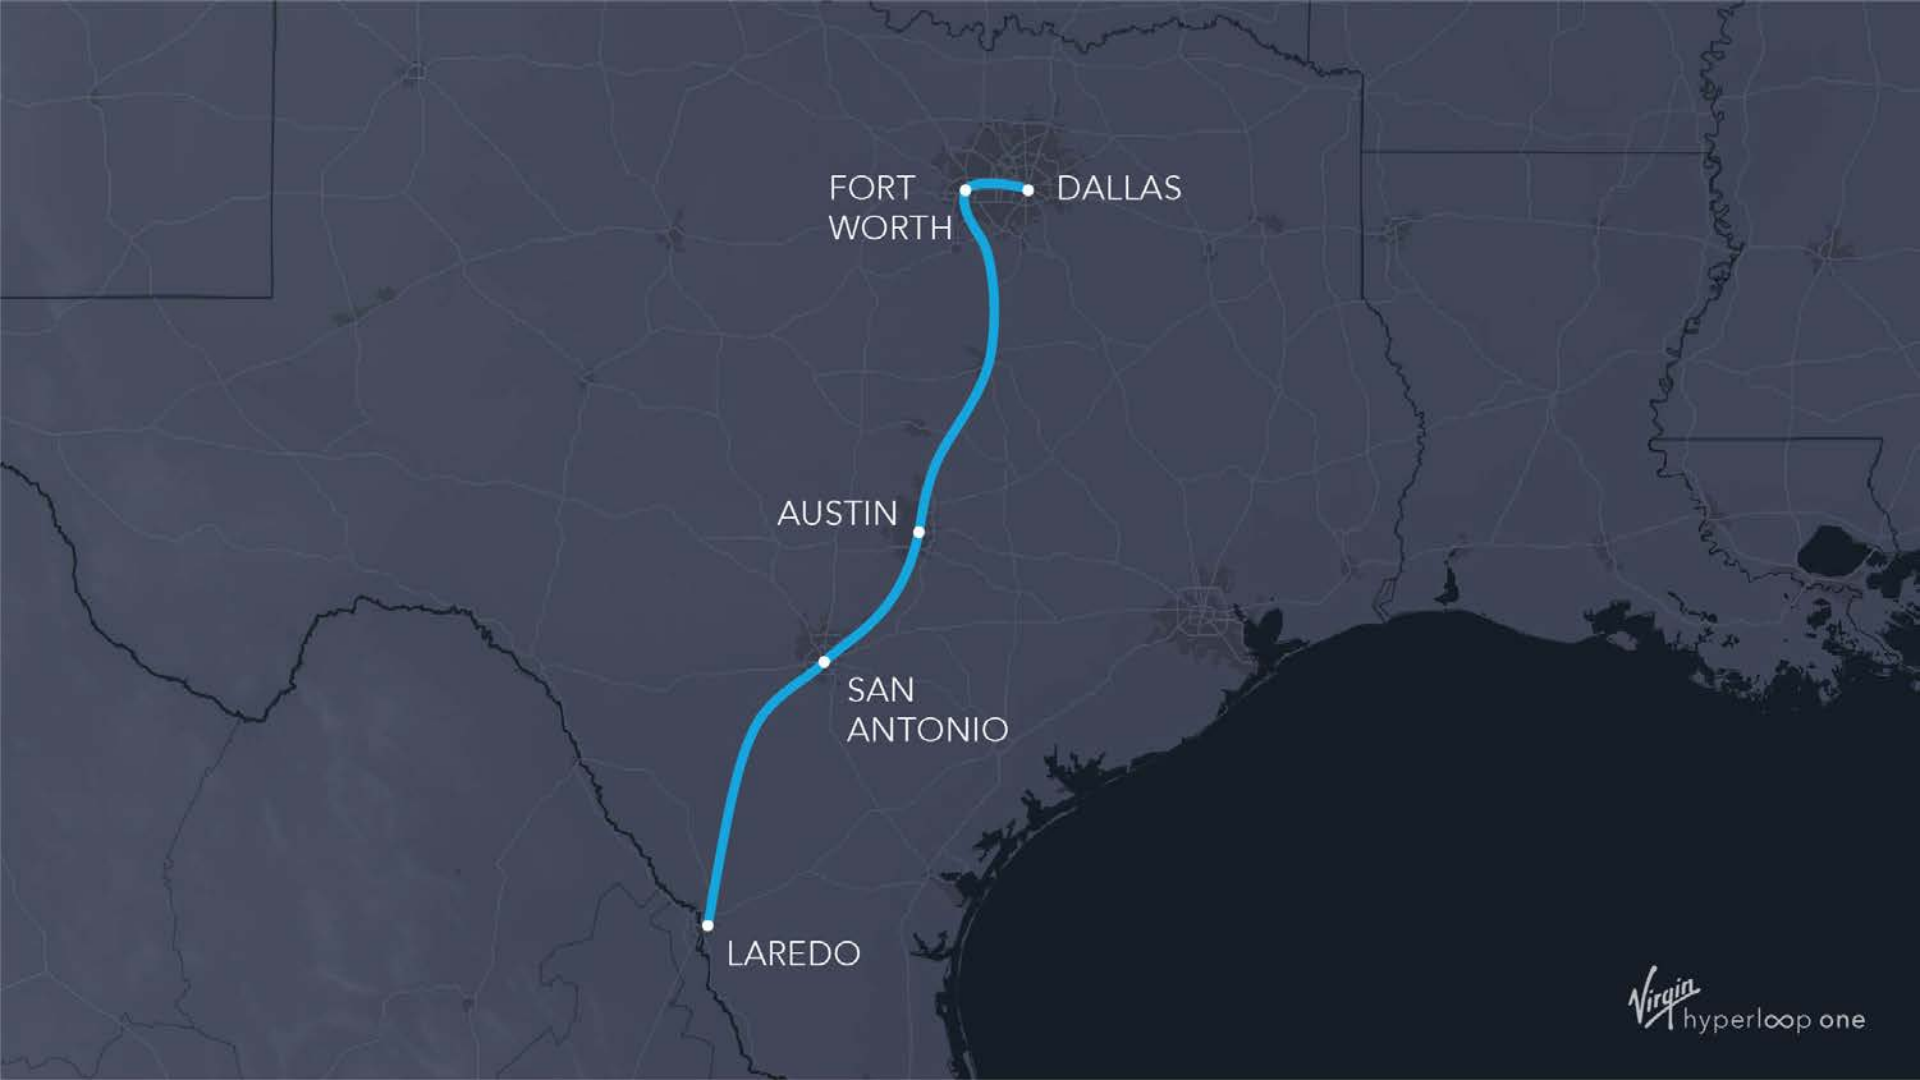 FORT
WORTH
DALLAS
AUSTIN
SAN
ANTONIO
LAREDO
Virgin
hyperloop one